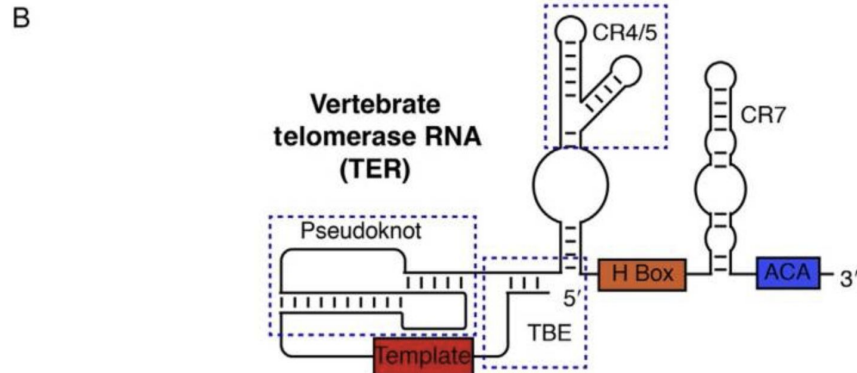 B
CR4/5
Vertebrate
telomerase RNA
(TER)
CR7
Pseudoknot
H Box
ACA
3′
5′
TBE
Template